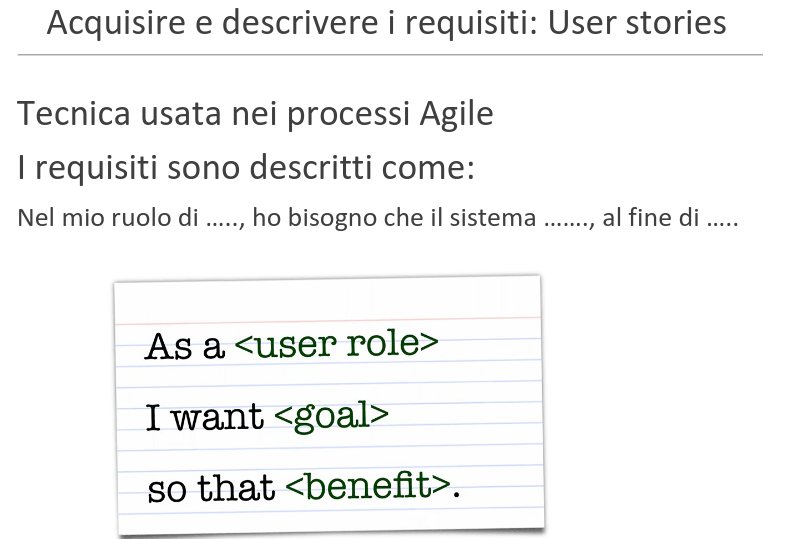 Acquisire e descrivere i requisiti: User stories
Tecnica usata nei processi Agile
I requisiti sono descritti come:
Nel mio ruolo di ....., ho bisogno che il sistema ......., al fine di .....
As a <user role>
I want <goal>
so that <benefit>.